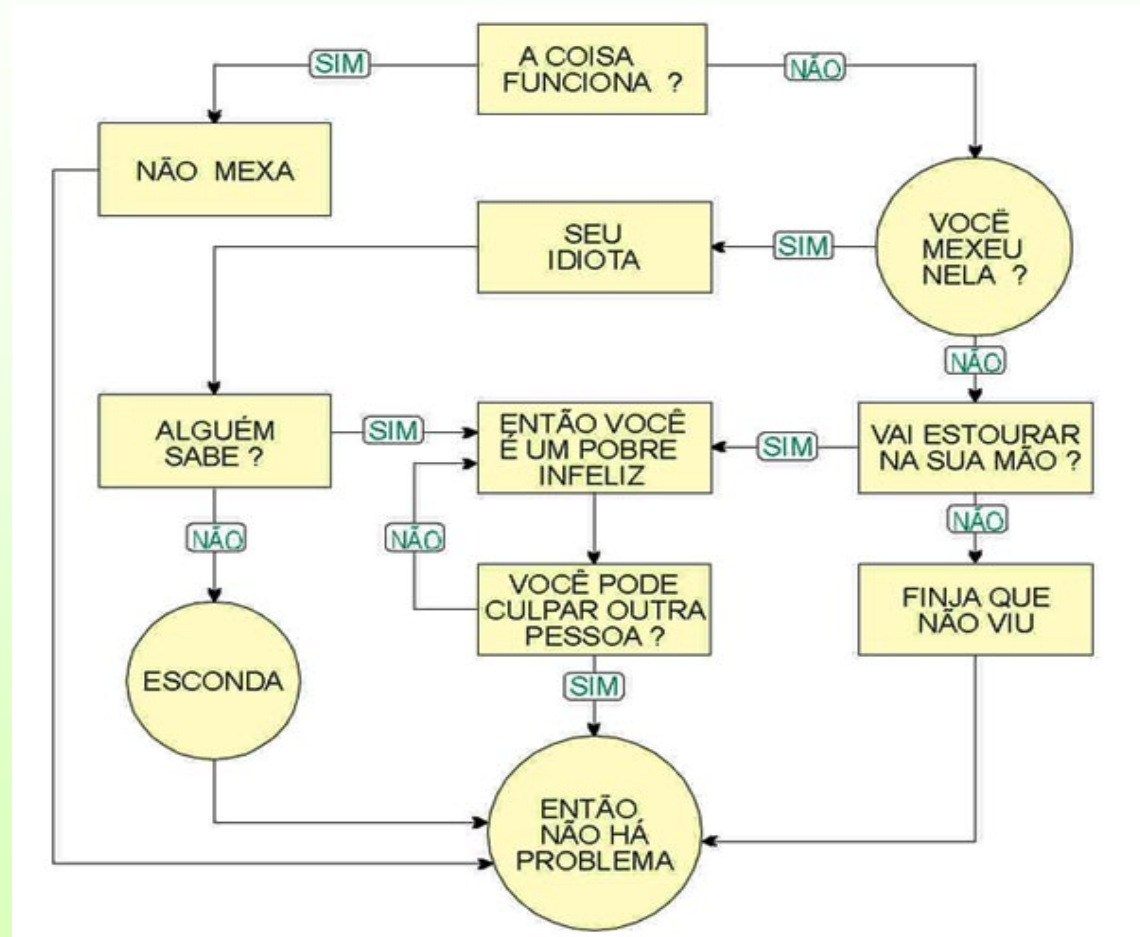 A COISA
FUNCIONA ?
SIM
NÃO
NÃO MEXA
VOCÊ
MEXEU
NELA ?
SIM
SEU
IDIOTA
NÃO
ALGUÉM
SABE ?
SIM
ENTÃO VOCÊ
É UM POBRE
INFELIZ
SIM
VAI ESTOURAR
NA SUA MÃO ?
NÃO
NÃO
NÃO
VOCÊ PODE
CULPAR OUTRA
PESSOA ?
FINJA QUE
NÃO VIU
ESCONDA
SIM
ENTÃO
NÃO HÁ
PROBLEMA